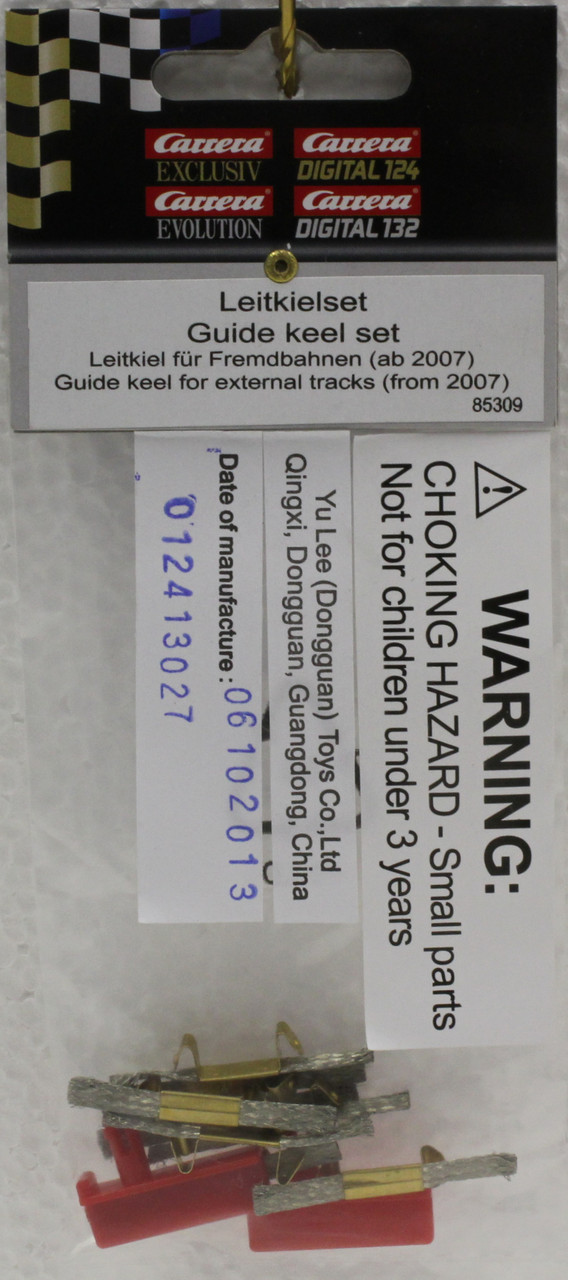 Carrera®
EXCLUSIV
Carrera®
DIGITAL 124
Carrera®
EVOLUTION
Carrera®
DIGITAL 132
Leitkielset
Guide keel set
Leitkiel für Fremdbahnen (ab 2007)
Guide keel for external tracks (from 2007)
85309
WARNING:
CHOKING HAZARD - Small parts
Not for children under 3 years
Yu Lee (Dongguan) Toys Co.,Ltd
Qingxi, Dongguan, Guangdong, China
Date of manufacture: 06102013
012413027